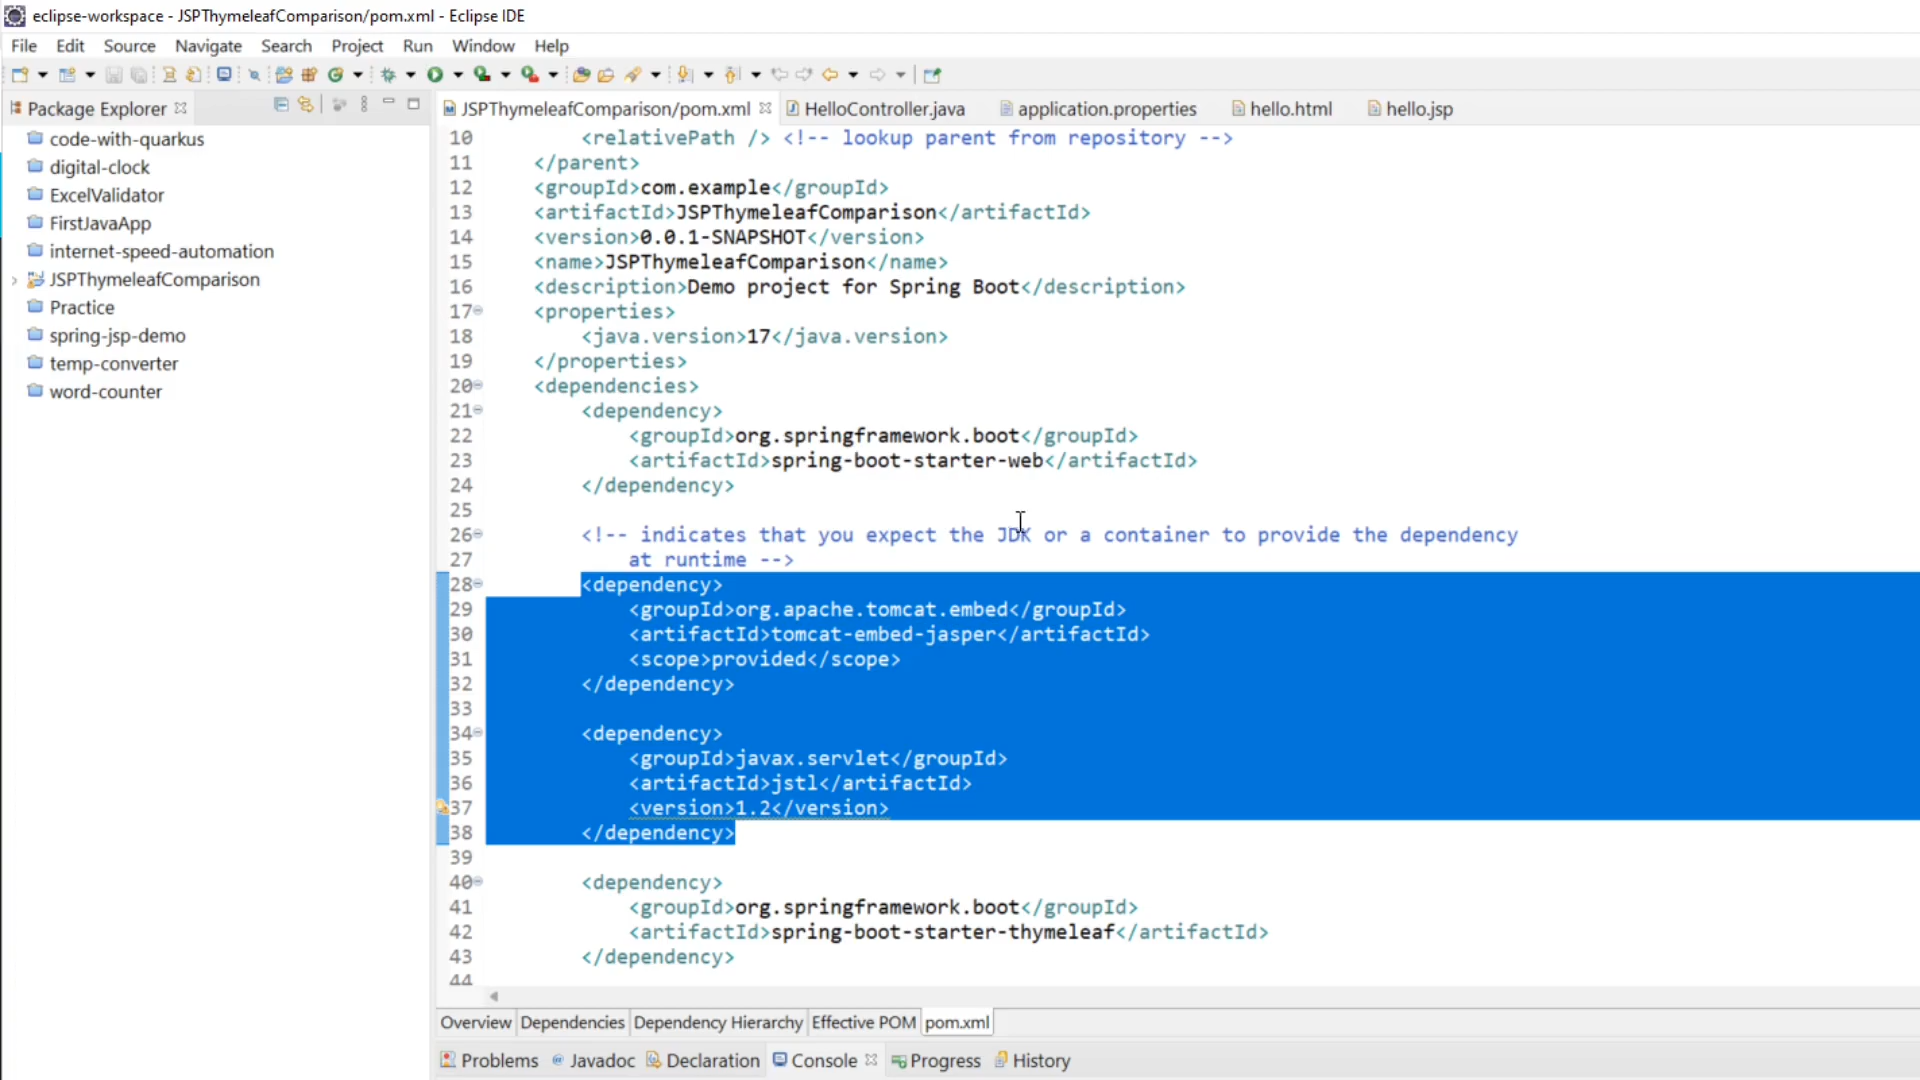 eclipse-workspace - JSPThymeleafComparison/pom.xml - Eclipse IDE
File Edit Source Navigate Search Project Run Window Help
Package Explorer
code-with-quarkus
digital-clock
ExcelValidator
FirstJavaApp
internet-speed-automation
JSPThymeleafComparison
Practice
spring-jsp-demo
temp-converter
word-counter
JSPThymeleafComparison/pom.xml HelloController.java application.properties hello.html hello.jsp
10 <relativePath /> <!-- lookup parent from repository -->
11 </parent>
12 <groupId>com.example</groupId>
13 <artifactId>JSPThymeleafComparison</artifactId>
14 <version>0.0.1-SNAPSHOT</version>
15 <name>JSPThymeleafComparison</name>
16 <description>Demo project for Spring Boot</description>
17 <properties>
18 <java.version>17</java.version>
19 </properties>
20 <dependencies>
21 <dependency>
22 <groupId>org.springframework.boot</groupId>
23 <artifactId>spring-boot-starter-web</artifactId>
24 </dependency>
25
26 <!-- indicates that you expect the JDK or a container to provide the dependency
27 at runtime -->
28 <dependency>
29 <groupId>org.apache.tomcat.embed</groupId>
30 <artifactId>tomcat-embed-jasper</artifactId>
31 <scope>provided</scope>
32 </dependency>
33
34 <dependency>
35 <groupId>javax.servlet</groupId>
36 <artifactId>jstl</artifactId>
37 <version>1.2</version>
38 </dependency>
39
40 <dependency>
41 <groupId>org.springframework.boot</groupId>
42 <artifactId>spring-boot-starter-thymeleaf</artifactId>
43 </dependency>
44
Overview Dependencies Dependency Hierarchy Effective POM pom.xml
Problems Javadoc Declaration Console Progress History